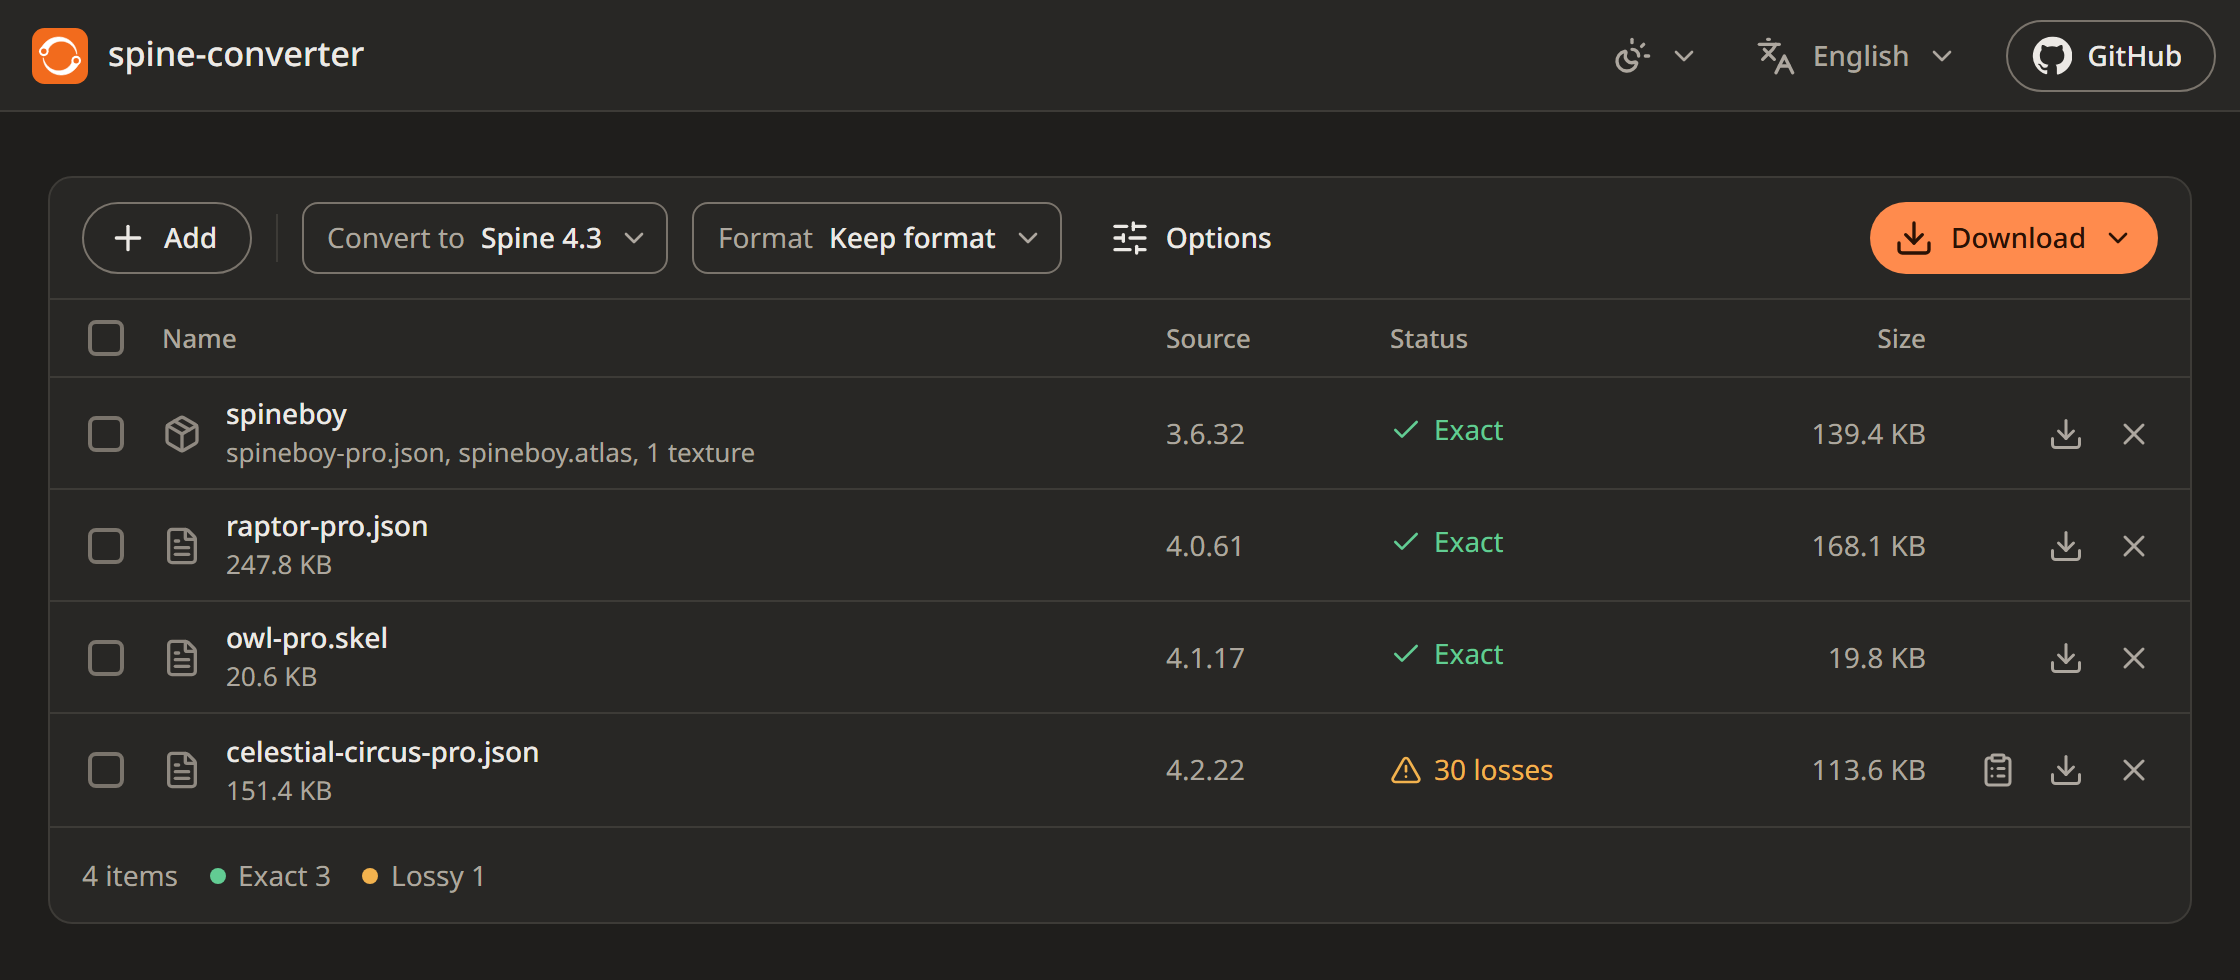 spine-converter
English
GitHub
Add
Convert to Spine 4.3
Format Keep format
Options
Download
Name Source Status Size
spineboy
spineboy-pro.json, spineboy.atlas, 1 texture
3.6.32 Exact 139.4 KB
raptor-pro.json
247.8 KB
4.0.61 Exact 168.1 KB
owl-pro.skel
20.6 KB
4.1.17 Exact 19.8 KB
celestial-circus-pro.json
151.4 KB
4.2.22 30 losses 113.6 KB
4 items Exact 3 Lossy 1